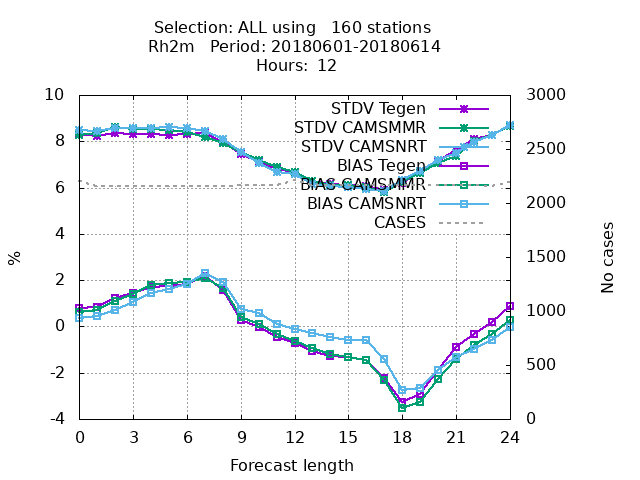 Selection: ALL using   160 stations
Rh2m   Period: 20180601-20180614
Hours: 12
10
8
6
4
2
0
-2
-4
%
3000
2500
2000
1500
1000
500
0
No cases
STDV Tegen
STDV CAMSMMR
STDV CAMSNRT
BIAS Tegen
BIAS CAMSMMR
BIAS CAMSNRT
CASES
0 3 6 9 12 15 18 21 24
Forecast length